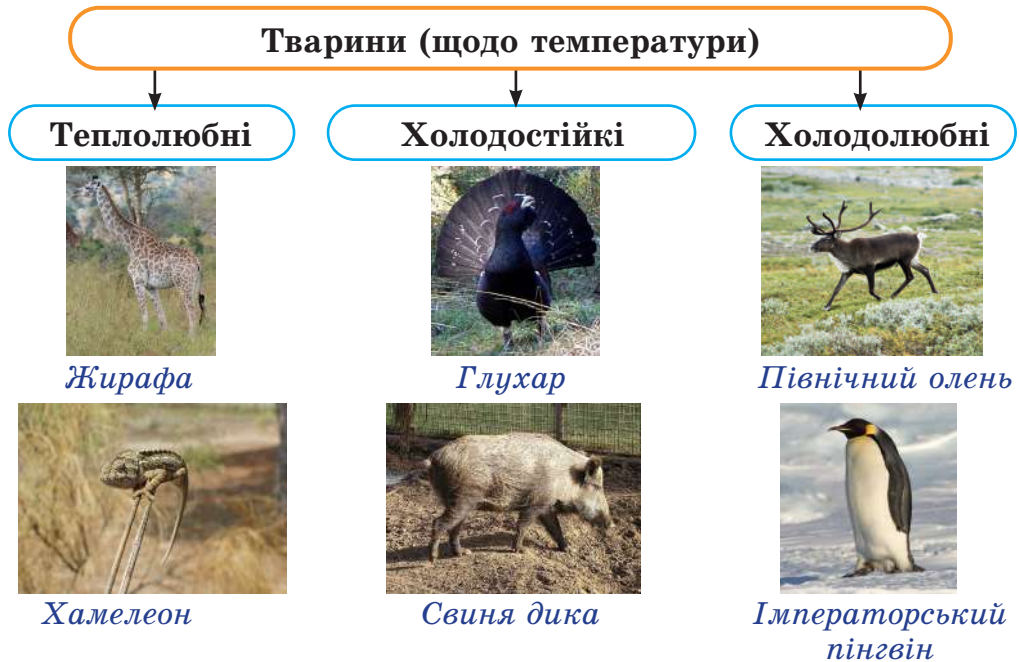 Тварини (щодо температури)
Теплолюбні
Холодостійкі
Холодолюбні
Жирафа
Глухар
Північний олень
Хамелеон
Свиня дика
Імператорський
пінгвін